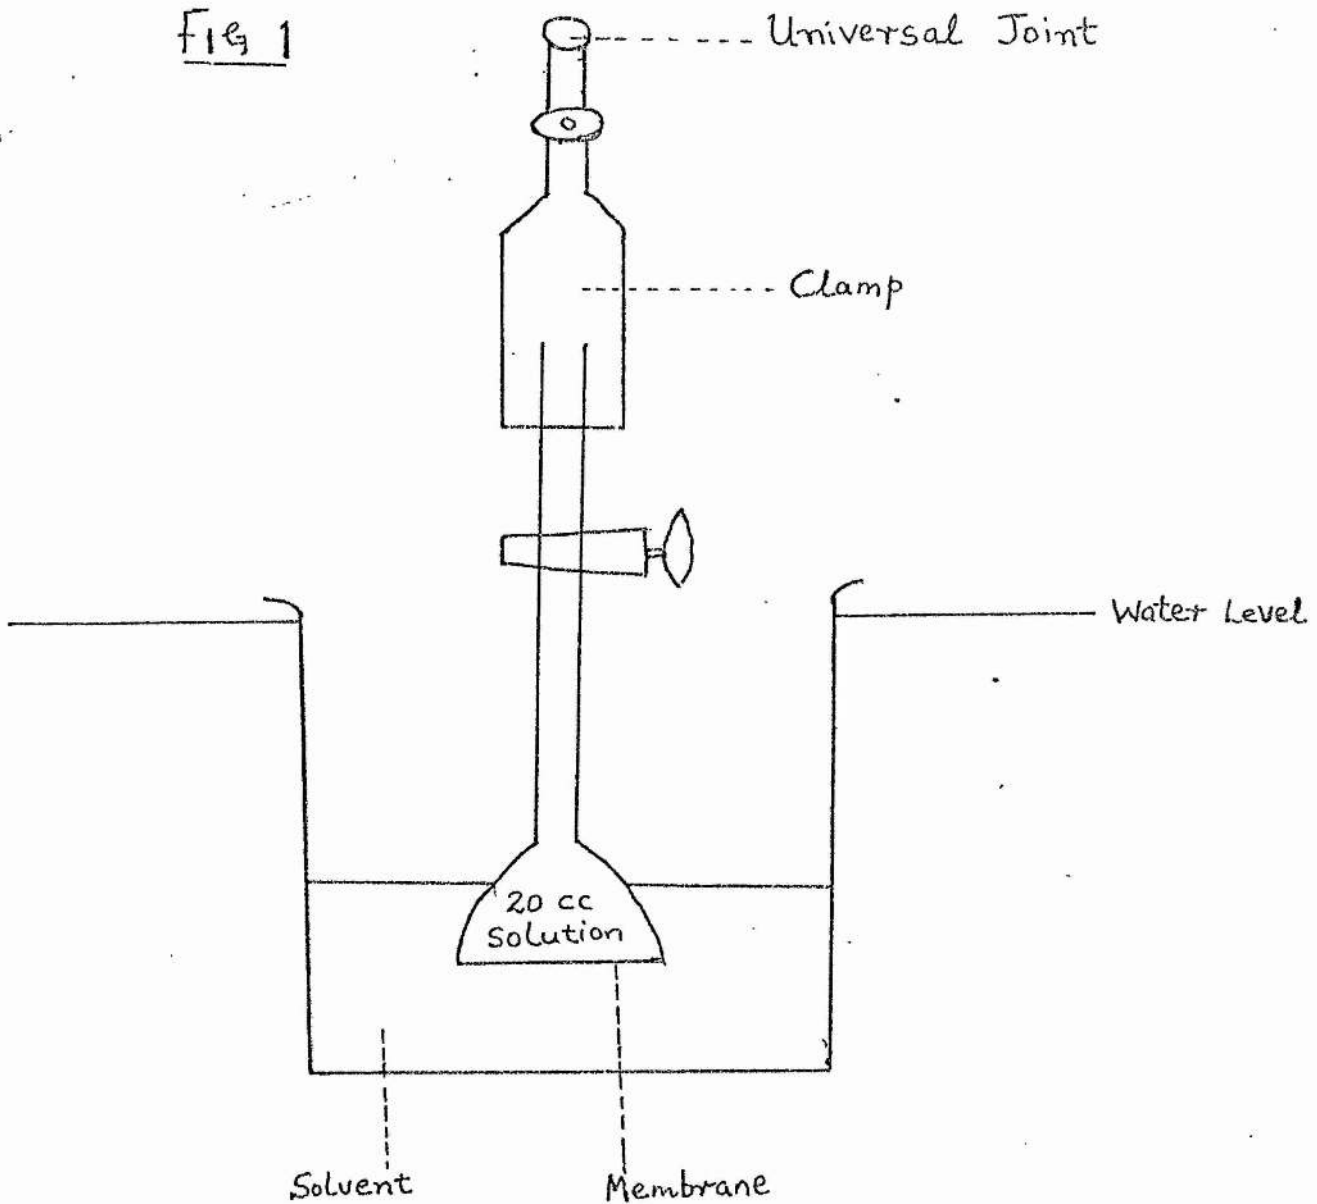 Fig 1
Universal Joint
Clamp
Water Level
20 cc
Solution
Solvent
Membrane